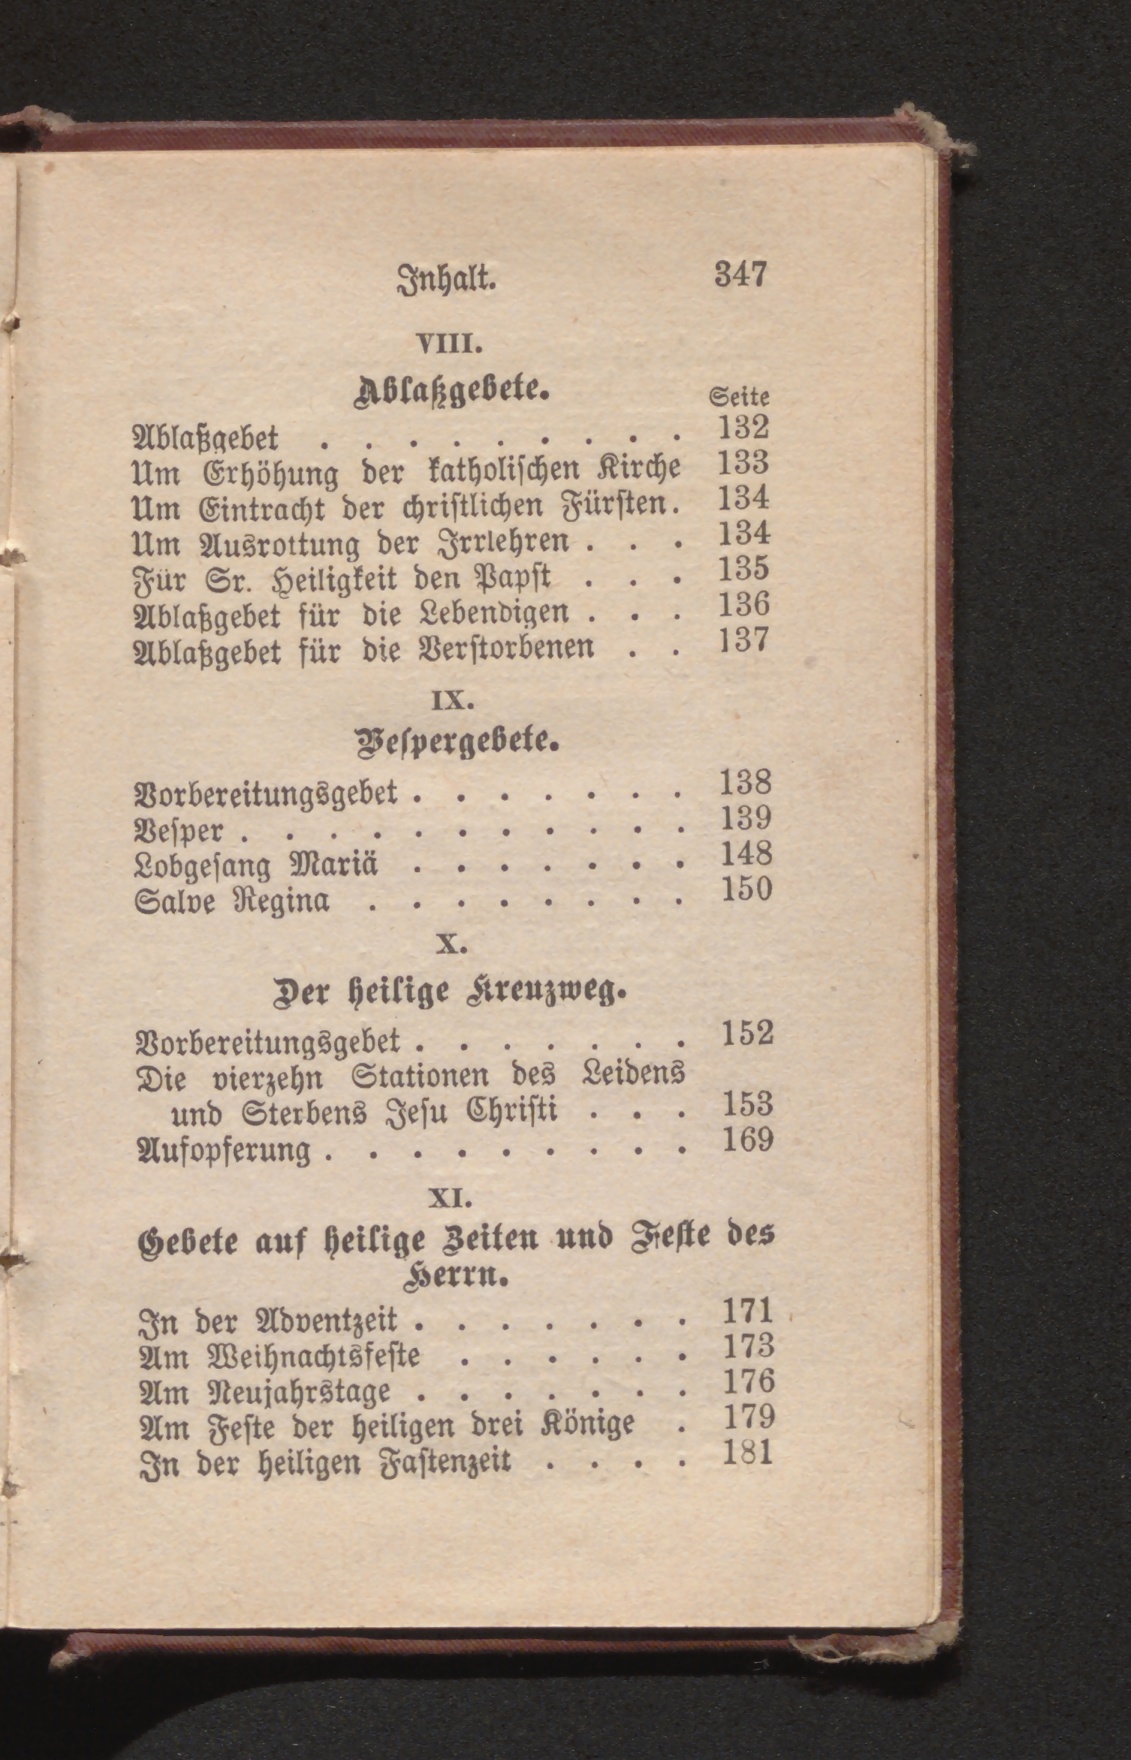 Inhalt. 347
VIII.
Ablaßgebete.
Seite
Ablaßgebet . . . . . . . . . 132
Um Erhöhung der katholischen Kirche 133
Um Eintracht der christlichen Fürsten. 134
Um Ausrottung der Irrlehren . . . 134
Für Sr. Heiligkeit den Papst . . . 135
Ablaßgebet für die Lebendigen . . . 136
Ablaßgebet für die Verstorbenen . . 137
IX.
Vespergebete.
Vorbereitungsgebet . . . . . . . 138
Vesper . . . . . . . . . . . 139
Lobgesang Mariä . . . . . . . 148
Salve Regina . . . . . . . . 150
X.
Der heilige Kreuzweg.
Vorbereitungsgebet . . . . . . . 152
Die vierzehn Stationen des Leidens
und Sterbens Jesu Christi . . . 153
Aufopferung . . . . . . . . . 169
XI.
Gebete auf heilige Zeiten und Feste des
Herrn.
In der Adventzeit . . . . . . . 171
Am Weihnachtsfeste . . . . . . 173
Am Neujahrstage . . . . . . . 176
Am Feste der heiligen drei Könige . 179
In der heiligen Fastenzeit . . . . 181